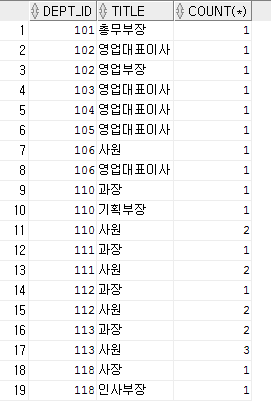 DEPT_ID TITLE COUNT(*)
1 101 총무부장 1
2 102 영업대표이사 1
3 102 영업부장 1
4 103 영업대표이사 1
5 104 영업대표이사 1
6 105 영업대표이사 1
7 106 사원 1
8 106 영업대표이사 1
9 110 과장 1
10 110 기획부장 1
11 110 사원 2
12 111 과장 1
13 111 사원 2
14 112 과장 1
15 112 사원 2
16 113 과장 2
17 113 사원 3
18 118 사장 1
19 118 인사부장 1